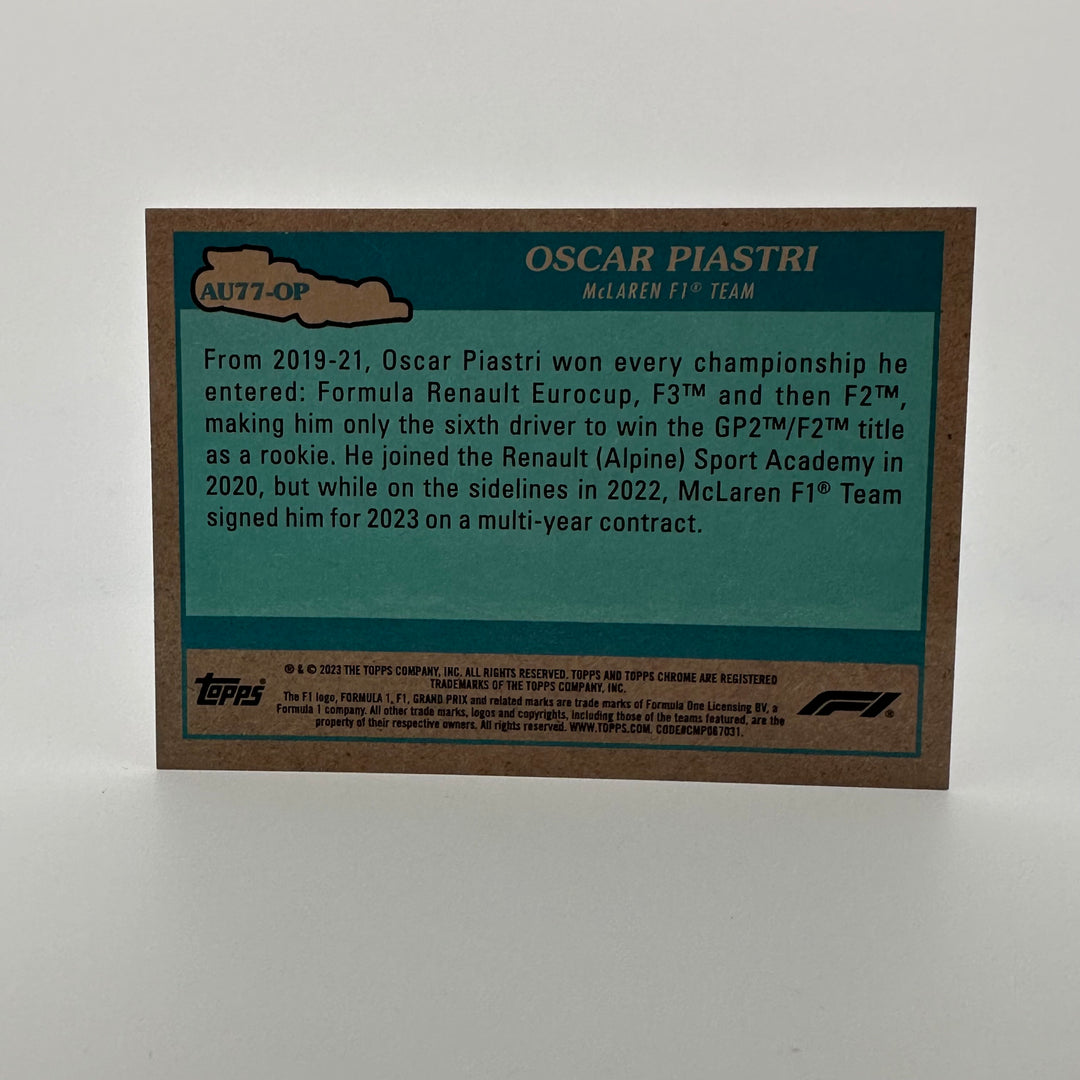 AU77-OP
OSCAR PIASTRI
McLAREN F1® TEAM
From 2019-21, Oscar Piastri won every championship he
entered: Formula Renault Eurocup, F3™ and then F2™,
making him only the sixth driver to win the GP2™/F2™ title
as a rookie. He joined the Renault (Alpine) Sport Academy in
2020, but while on the sidelines in 2022, McLaren F1® Team
signed him for 2023 on a multi-year contract.
topps®
® & © 2023 THE TOPPS COMPANY, INC. ALL RIGHTS RESERVED. TOPPS AND TOPPS CHROME ARE REGISTERED
TRADEMARKS OF THE TOPPS COMPANY, INC.
The F1 logo, FORMULA 1, F1, GRAND PRIX and related marks are trade marks of Formula One Licensing BV, a
Formula 1 company. All other trade marks, logos and copyrights, including those of the teams featured, are the
property of their respective owners. All rights reserved. WWW.TOPPS.COM. CODE#CMP067031.
F1®